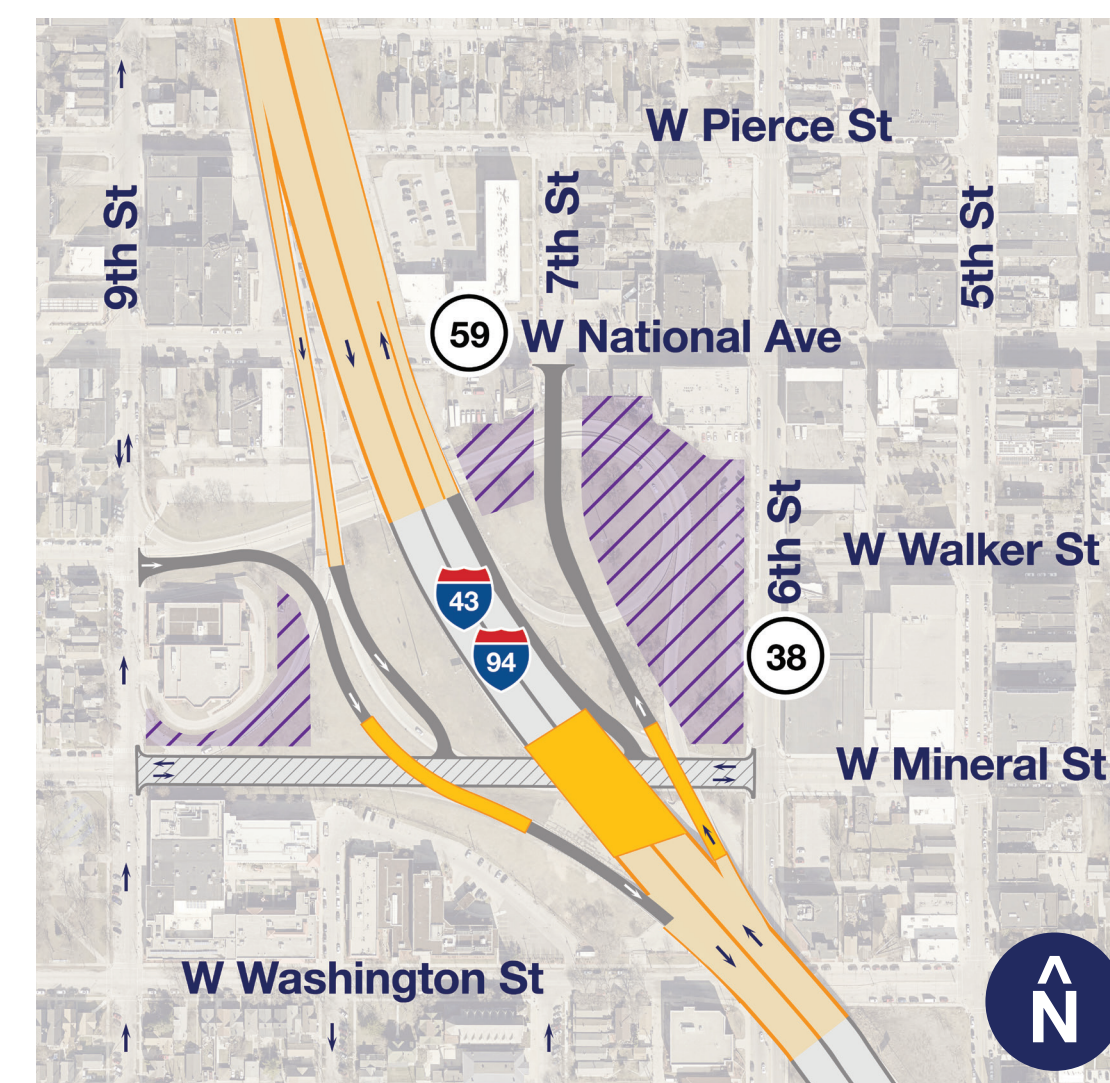 W Pierce St
9th St
7th St
5th St
59
W National Ave
6th St
W Walker St
43
94
38
W Mineral St
W Washington St
N